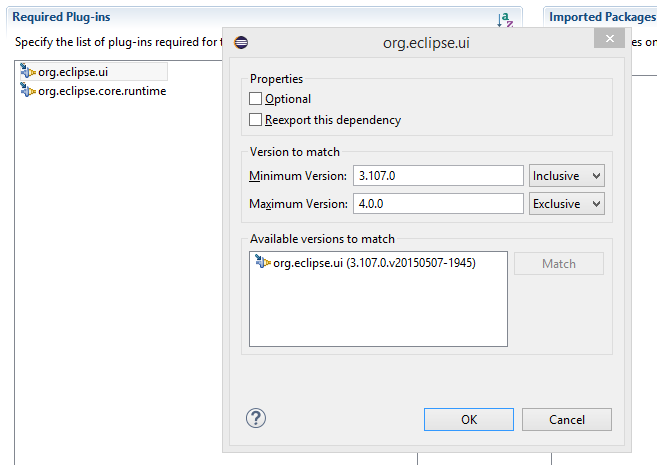 Required Plug-ins
Imported Packages
Specify the list of plug-ins required for t
es on
org.eclipse.ui
org.eclipse.core.runtime
org.eclipse.ui
Properties
Optional
Reexport this dependency
Version to match
Minimum Version: 3.107.0 Inclusive
Maximum Version: 4.0.0 Exclusive
Available versions to match
org.eclipse.ui (3.107.0.v20150507-1945)
Match
OK
Cancel